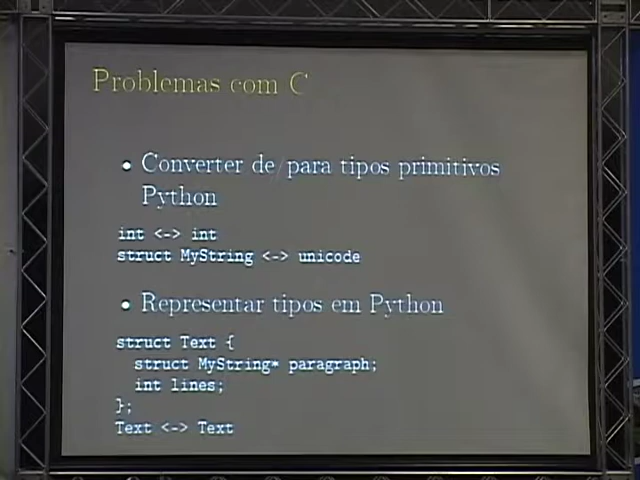 Problemas com C
• Converter de/para tipos primitivos
Python
int <-> int
struct MyString <-> unicode
• Representar tipos em Python
struct Text {
struct MyString* paragraph;
int lines;
};
Text <-> Text